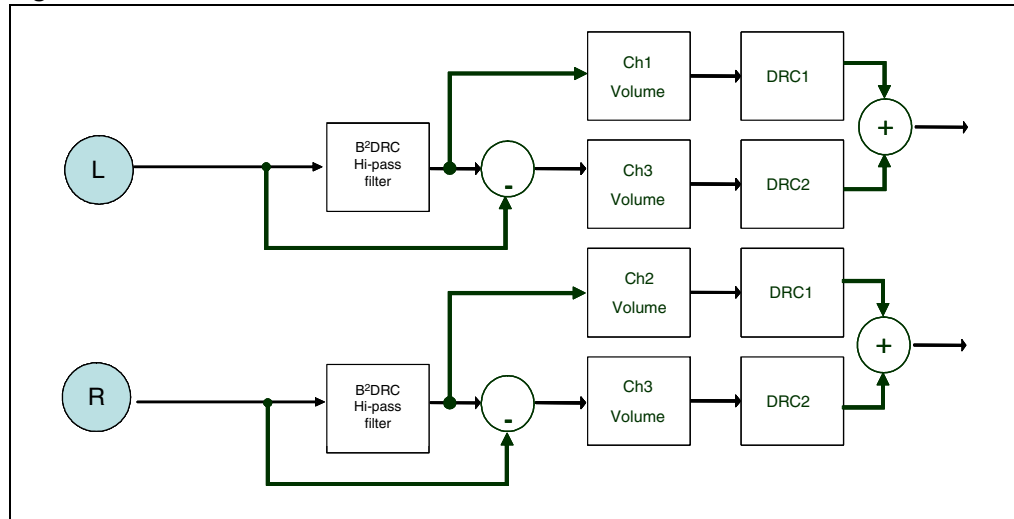 L
B²DRC
Hi-pass
filter
-
Ch1
Volume
DRC1
Ch3
Volume
DRC2
+
R
B²DRC
Hi-pass
filter
-
Ch2
Volume
DRC1
Ch3
Volume
DRC2
+